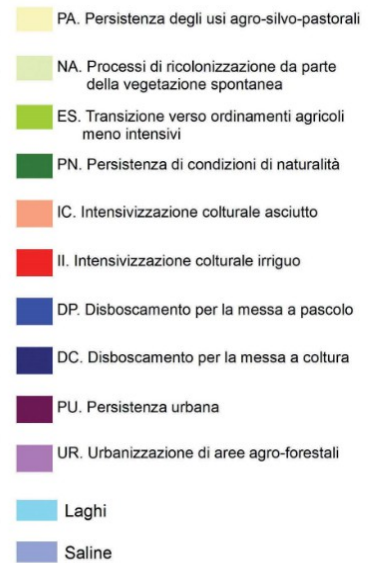 PA. Persistenza degli usi agro-silvo-pastorali
NA. Processi di ricolonizzazione da parte
della vegetazione spontanea
ES. Transizione verso ordinamenti agricoli
meno intensivi
PN. Persistenza di condizioni di naturalità
IC. Intensivizzazione colturale asciutto
II. Intensivizzazione colturale irriguo
DP. Disboscamento per la messa a pascolo
DC. Disboscamento per la messa a coltura
PU. Persistenza urbana
UR. Urbanizzazione di aree agro-forestali
Laghi
Saline